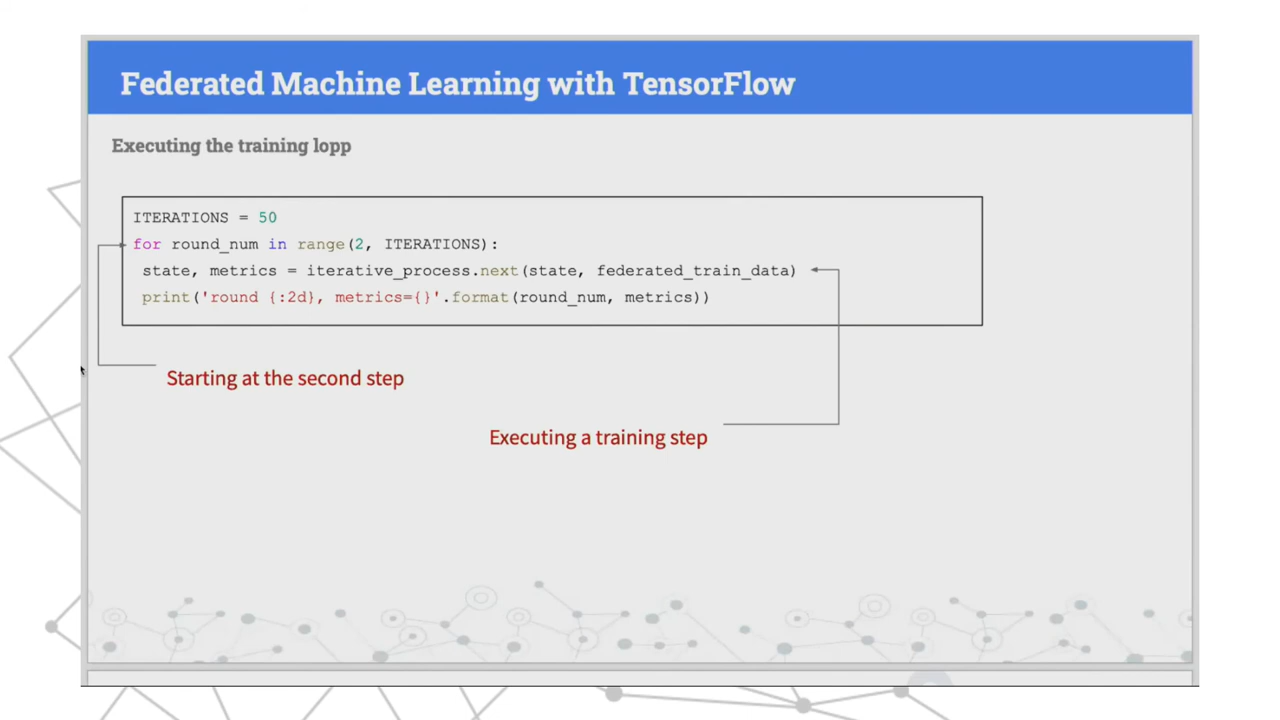 Federated Machine Learning with TensorFlow
Executing the training lopp
ITERATIONS = 50
for round_num in range(2, ITERATIONS):
state, metrics = iterative_process.next(state, federated_train_data)
print('round {:2d}, metrics={}'.format(round_num, metrics))
Starting at the second step
Executing a training step